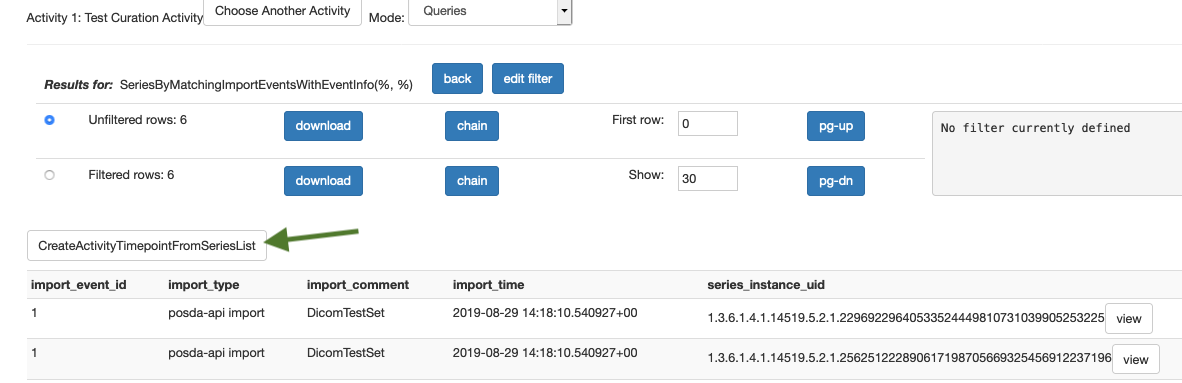 Activity 1: Test Curation Activity Choose Another Activity Mode: Queries
Results for: SeriesByMatchingImportEventsWithEventInfo(%, %) back edit filter
Unfiltered rows: 6 download chain First row: 0 pg-up No filter currently defined
Filtered rows: 6 download chain Show: 30 pg-dn
CreateActivityTimepointFromSeriesList
import_event_id import_type import_comment import_time series_instance_uid
1 posda-api import DicomTestSet 2019-08-29 14:18:10.540927+00 1.3.6.1.4.1.14519.5.2.1.22969229640533524449810731039905253225 view
1 posda-api import DicomTestSet 2019-08-29 14:18:10.540927+00 1.3.6.1.4.1.14519.5.2.1.256251222890617198705669325456912237196 view